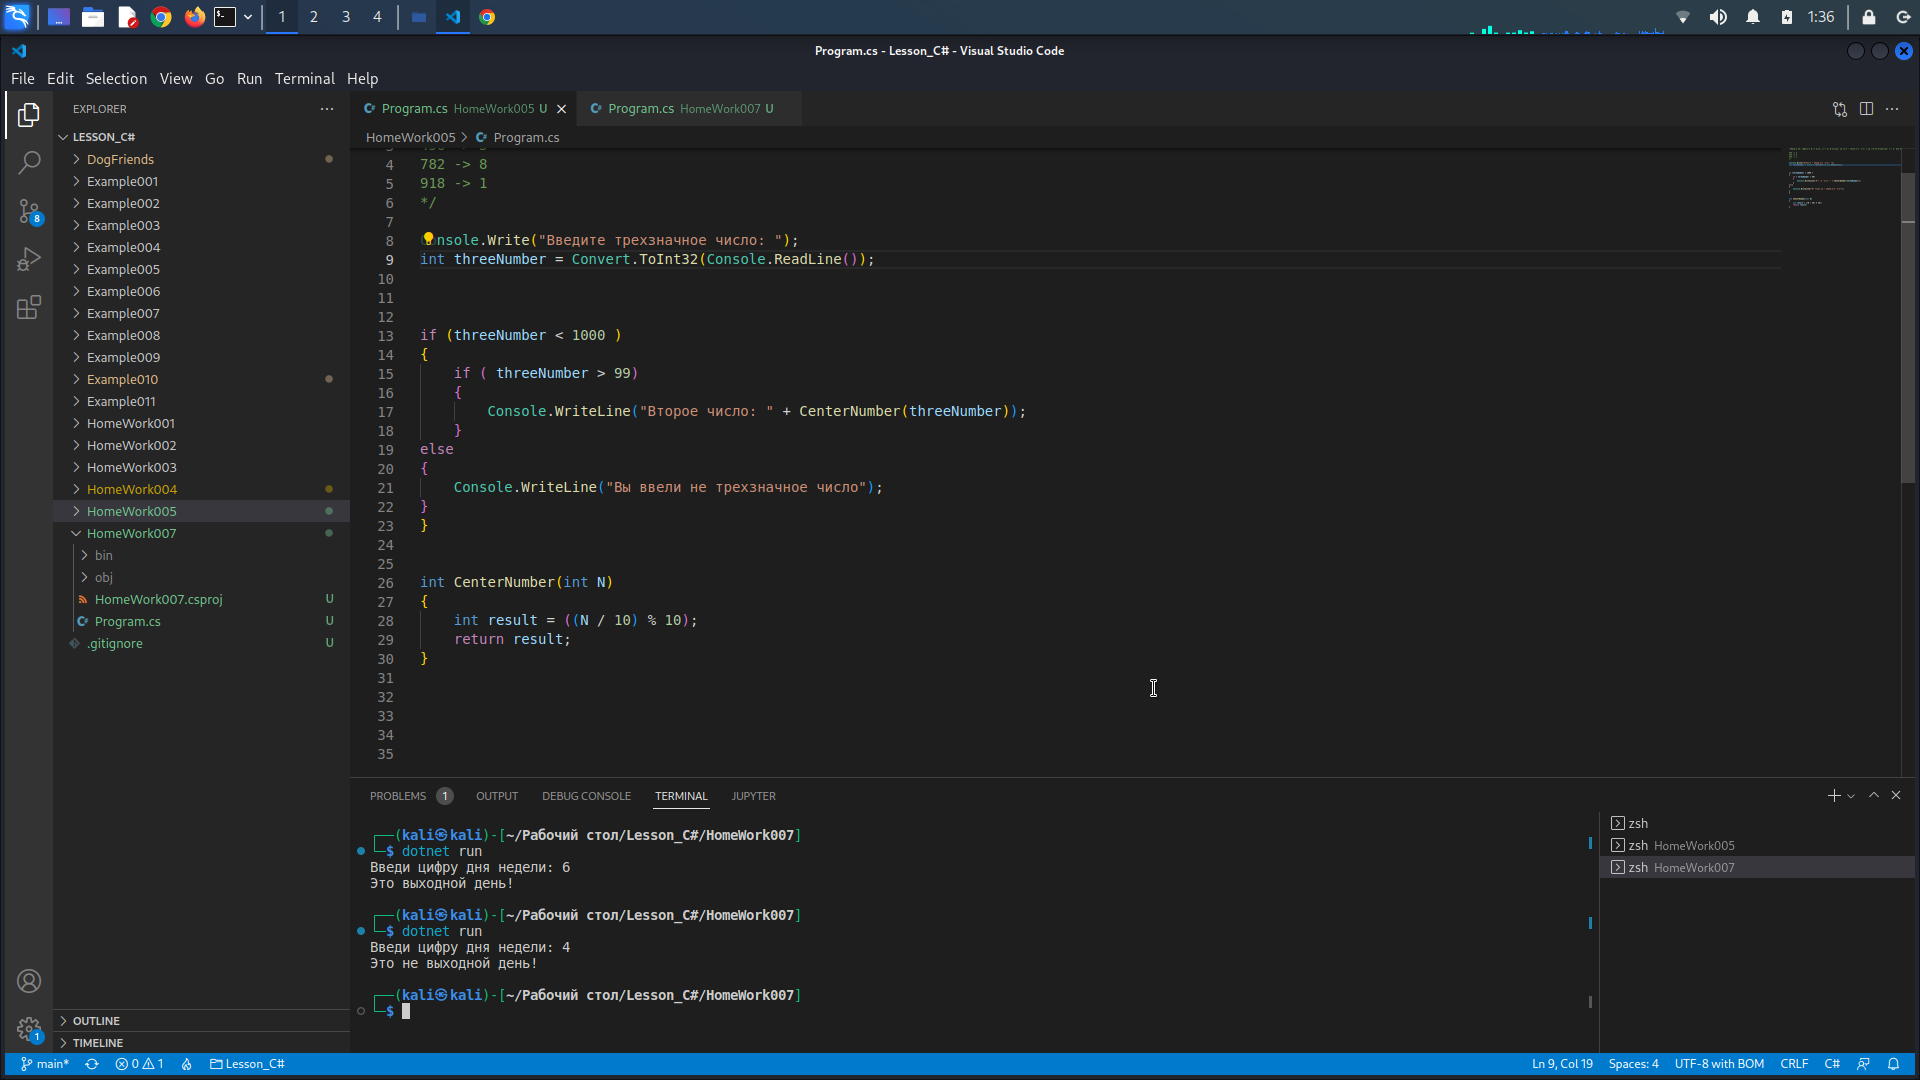 1 2 3 4 1:36
Program.cs - Lesson_C# - Visual Studio Code
File Edit Selection View Go Run Terminal Help
EXPLORER
LESSON_C#
DogFriends
Example001
Example002
Example003
Example004
Example005
Example006
Example007
Example008
Example009
Example010
Example011
HomeWork001
HomeWork002
HomeWork003
HomeWork004
HomeWork005
HomeWork007
bin
obj
HomeWork007.csproj U
Program.cs U
.gitignore U
OUTLINE
TIMELINE
8
1
Program.cs HomeWork005 U
Program.cs HomeWork007 U
HomeWork005 > Program.cs
4 782 -> 8
5 918 -> 1
6 */
7
8 nsole.Write("Введите трехзначное число: ");
9 int threeNumber = Convert.ToInt32(Console.ReadLine());
10
11
12
13 if (threeNumber < 1000 )
14 {
15 if ( threeNumber > 99)
16 {
17 Console.WriteLine("Второе число: " + CenterNumber(threeNumber));
18 }
19 else
20 {
21 Console.WriteLine("Вы ввели не трехзначное число");
22 }
23 }
24
25
26 int CenterNumber(int N)
27 {
28 int result = ((N / 10) % 10);
29 return result;
30 }
31
32
33
34
35
PROBLEMS 1 OUTPUT DEBUG CONSOLE TERMINAL JUPYTER
(kali㉿kali)-[~/Рабочий стол/Lesson_C#/HomeWork007]
$ dotnet run
Введи цифру дня недели: 6
Это выходной день!
(kali㉿kali)-[~/Рабочий стол/Lesson_C#/HomeWork007]
$ dotnet run
Введи цифру дня недели: 4
Это не выходной день!
(kali㉿kali)-[~/Рабочий стол/Lesson_C#/HomeWork007]
$
zsh
zsh HomeWork005
zsh HomeWork007
main* 0 1 Lesson_C# Ln 9, Col 19 Spaces: 4 UTF-8 with BOM CRLF C#